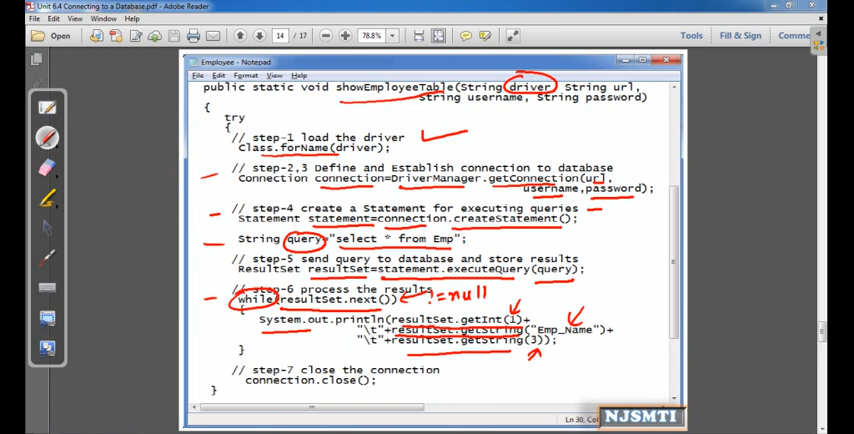 Unit 6.4 Connecting to a Database.pdf - Adobe Reader
File Edit View Window Help
Open 14 / 17 78.8% Tools Fill & Sign Comme
Employee - Notepad
File Edit Format View Help
public static void showEmployeeTable(String driver, String url,
String username, String password)
{
try
{
// step-1 load the driver
Class.forName(driver);
// step-2,3 Define and Establish connection to database
Connection connection=DriverManager.getConnection(url,
username,password);
// step-4 create a Statement for executing queries
Statement statement=connection.createStatement();
String query="select * from Emp";
// step-5 send query to database and store results
ResultSet resultSet=statement.executeQuery(query);
// step-6 process the results
while(resultSet.next()) != null
{
System.out.println(resultSet.getInt(1)+
"\t"+resultSet.getString("Emp_Name")+
"\t"+resultSet.getString(3));
}
// step-7 close the connection
connection.close();
}
Ln 30,
NJSMTI